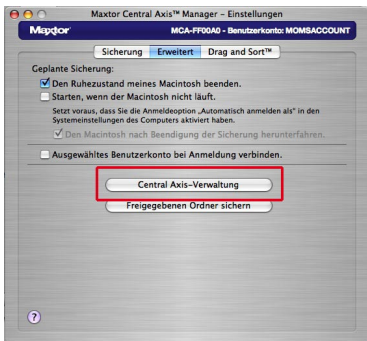 Maxtor Central Axis™ Manager – Einstellungen
Maxtor
MCA-FF00A0 - Benutzerkonto: MOMSACCOUNT
Sicherung Erweitert Drag and Sort™
Geplante Sicherung:
Den Ruhezustand meines Macintosh beenden.
Starten, wenn der Macintosh nicht läuft.
Setzt voraus, dass Sie die Anmeldeoption „Automatisch anmelden als" in den
Systemeinstellungen des Computers aktiviert haben.
Den Macintosh nach Beendigung der Sicherung herunterfahren.
Ausgewähltes Benutzerkonto bei Anmeldung verbinden.
Central Axis-Verwaltung
Freigegebenen Ordner sichern
?